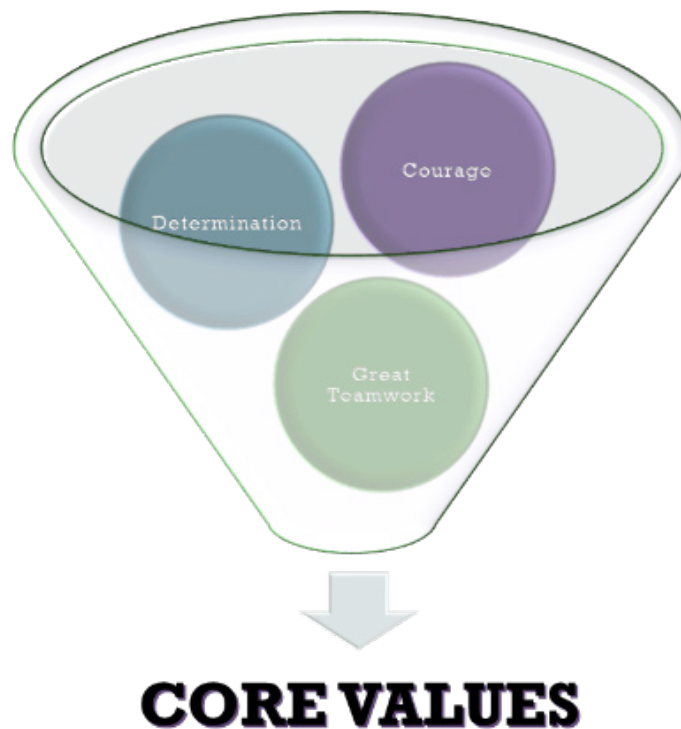 Courage
Determination
Great
Teamwork
CORE VALUES